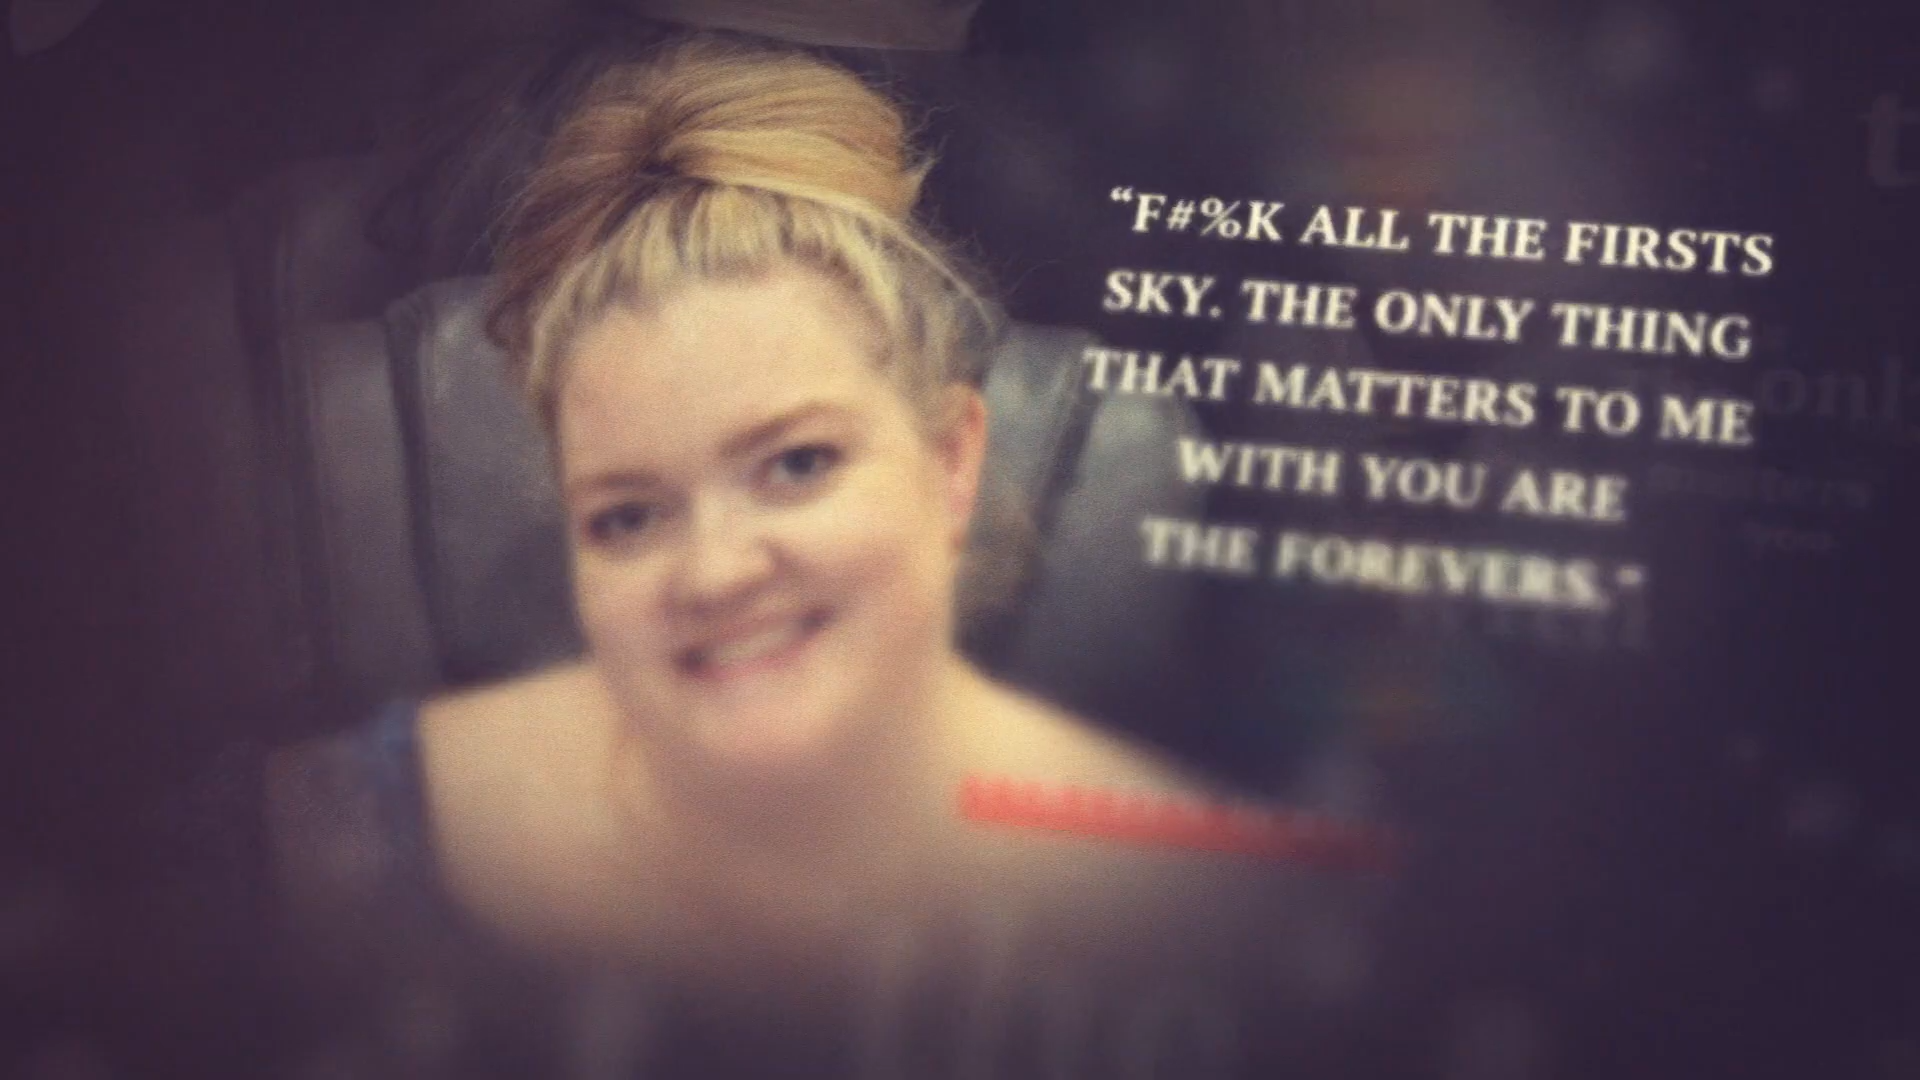 “F#%K ALL THE FIRSTS
SKY. THE ONLY THING
THAT MATTERS TO ME
WITH YOU ARE
THE FOREVERS.”